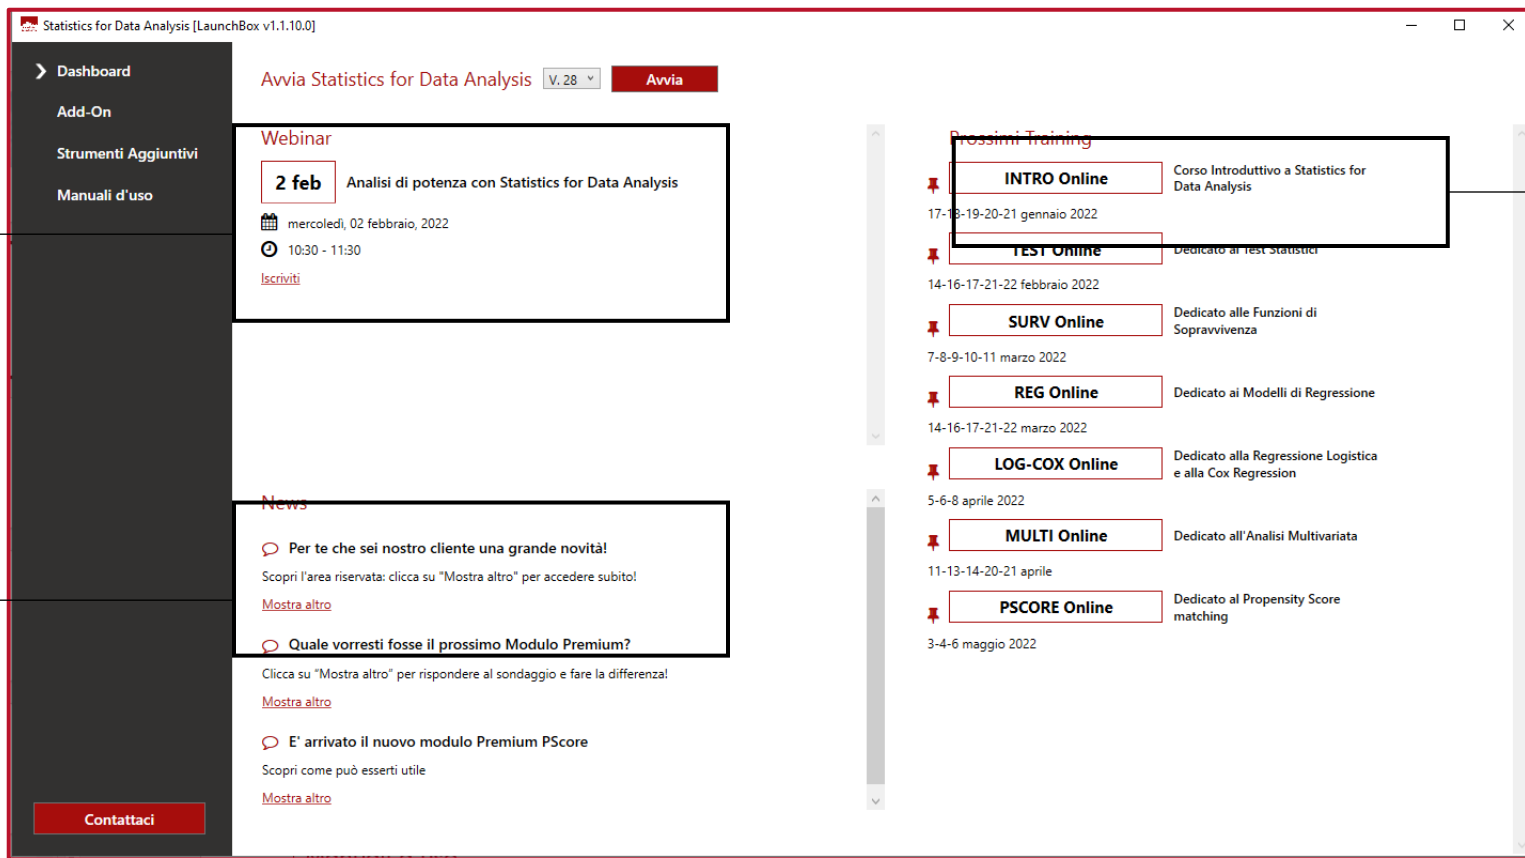 Statistics for Data Analysis [LaunchBox v1.1.10.0]
Dashboard
Add-On
Strumenti Aggiuntivi
Manuali d'uso
Contattaci
Avvia Statistics for Data Analysis
V. 28
Avvia
Webinar
2 feb
Analisi di potenza con Statistics for Data Analysis
mercoledì, 02 febbraio, 2022
10:30 - 11:30
Iscriviti
News
Per te che sei nostro cliente una grande novità!
Scopri l'area riservata: clicca su "Mostra altro" per accedere subito!
Mostra altro
Quale vorresti fosse il prossimo Modulo Premium?
Clicca su "Mostra altro" per rispondere al sondaggio e fare la differenza!
Mostra altro
E' arrivato il nuovo modulo Premium PScore
Scopri come può esserti utile
Mostra altro
Prossimi Training
INTRO Online
Corso Introduttivo a Statistics for
Data Analysis
17-18-19-20-21 gennaio 2022
TEST Online
Dedicato ai Test Statistici
14-16-17-21-22 febbraio 2022
SURV Online
Dedicato alle Funzioni di
Sopravvivenza
7-8-9-10-11 marzo 2022
REG Online
Dedicato ai Modelli di Regressione
14-16-17-21-22 marzo 2022
LOG-COX Online
Dedicato alla Regressione Logistica
e alla Cox Regression
5-6-8 aprile 2022
MULTI Online
Dedicato all'Analisi Multivariata
11-13-14-20-21 aprile
PSCORE Online
Dedicato al Propensity Score
matching
3-4-6 maggio 2022